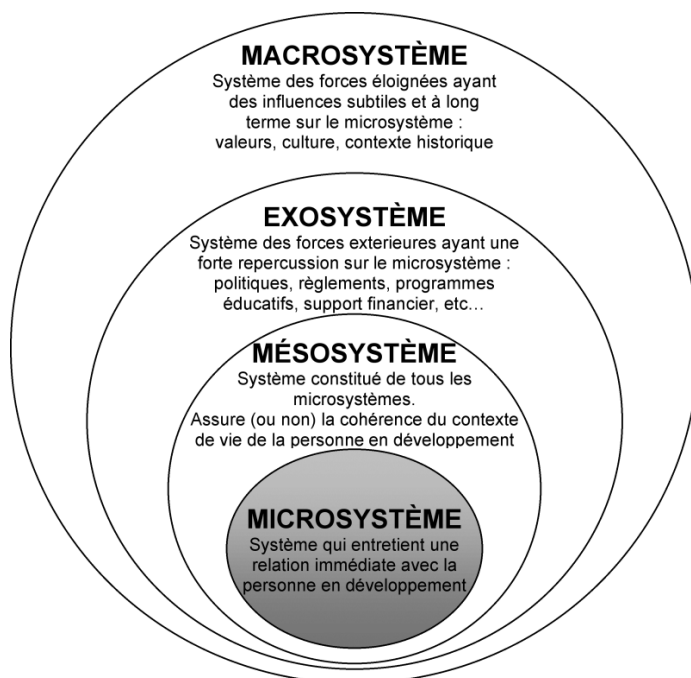 MACROSYSTÈME
Système des forces éloignées ayant
des influences subtiles et à long
terme sur le microsystème :
valeurs, culture, contexte historique
EXOSYSTÈME
Système des forces exterieures ayant une
forte repercussion sur le microsystème :
politiques, règlements, programmes
éducatifs, support financier, etc…
MÉSOSYSTÈME
Système constitué de tous les
microsystèmes.
Assure (ou non) la cohérence du contexte
de vie de la personne en développement
MICROSYSTÈME
Système qui entretient une
relation immédiate avec la
personne en développement